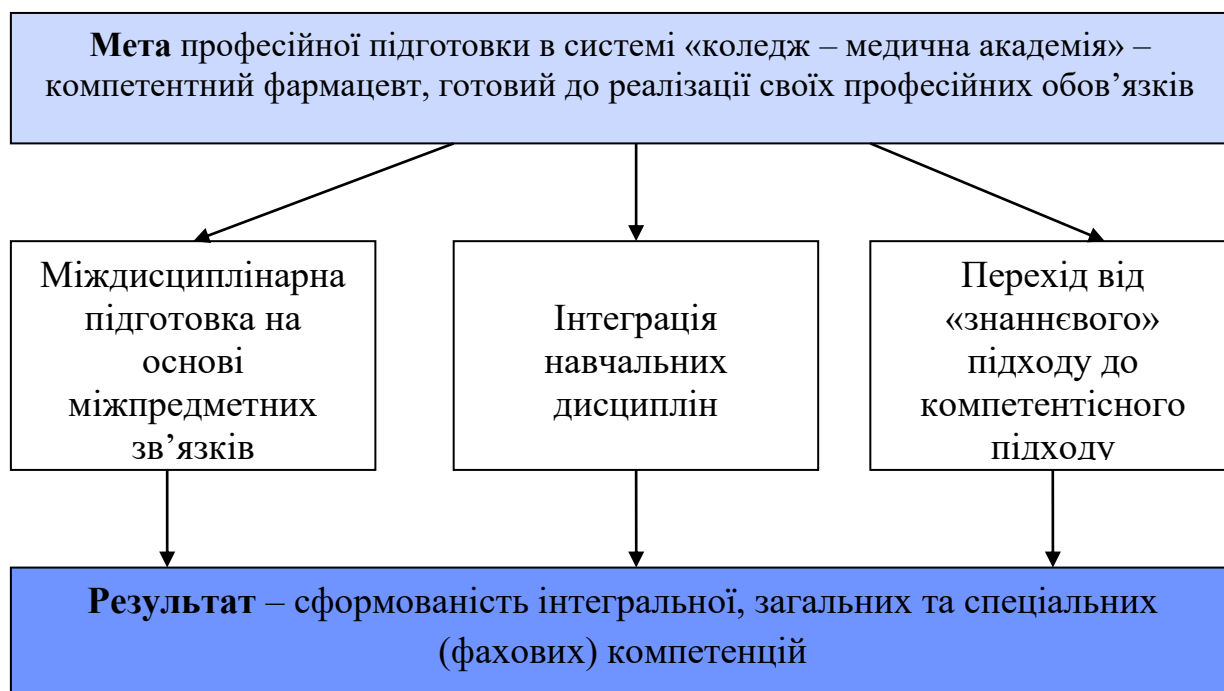 Мета професійної підготовки в системі «коледж – медична академія» –
компетентний фармацевт, готовий до реалізації своїх професійних обов’язків
Міждисциплінарна
підготовка на
основі
міжпредметних
зв’язків
Інтеграція
навчальних
дисциплін
Перехід від
«знаннєвого»
підходу до
компетентісного
підходу
Результат – сформованість інтегральної, загальних та спеціальних
(фахових) компетенцій